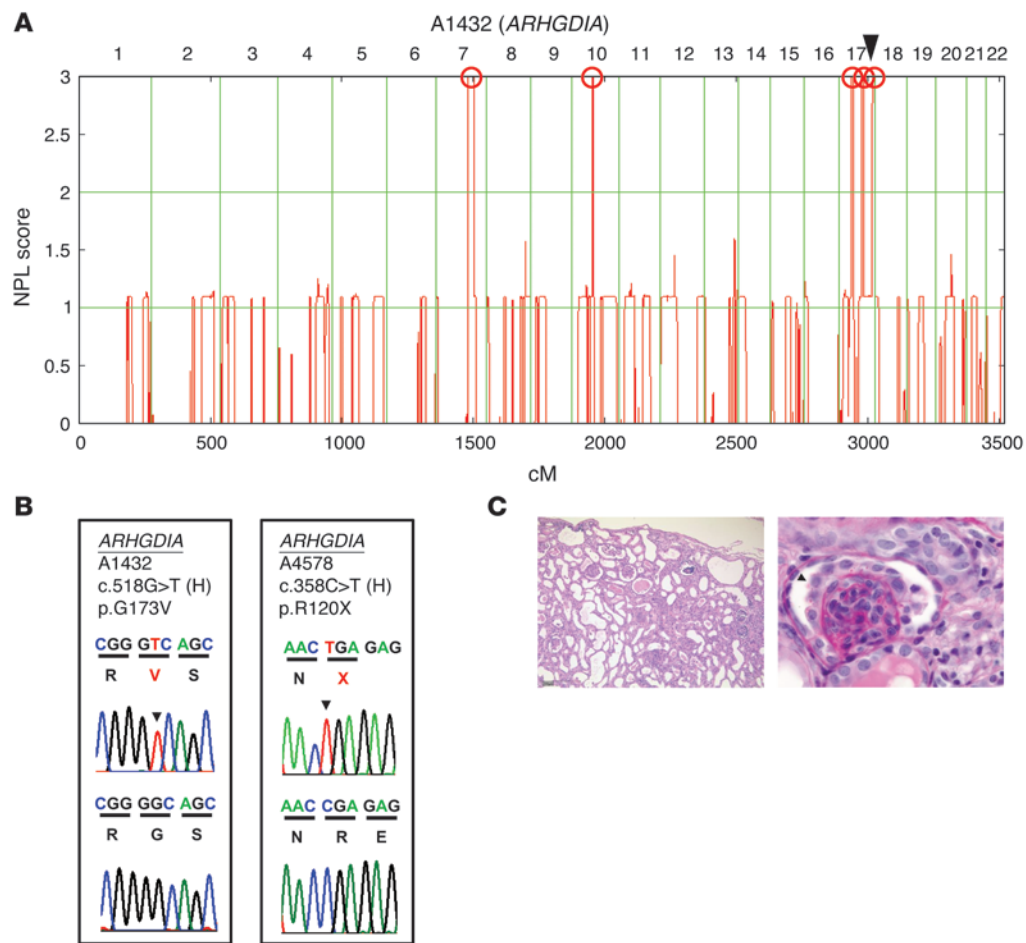 A
A1432 (ARHGDIA)
1 2 3 4 5 6 7 8 9 10 11 12 13 14 15 16 17 18 19 20 21 22
NPL score
3
2.5
2
1.5
1
0.5
0
0 500 1000 1500 2000 2500 3000 3500
cM
B
ARHGDIA
A1432
c.518G>T (H)
p.G173V
CGG GTC AGC
R V S
CGG GGC AGC
R G S
ARHGDIA
A4578
c.358C>T (H)
p.R120X
AAC TGA GAG
N X
AAC CGA GAG
N R E
C